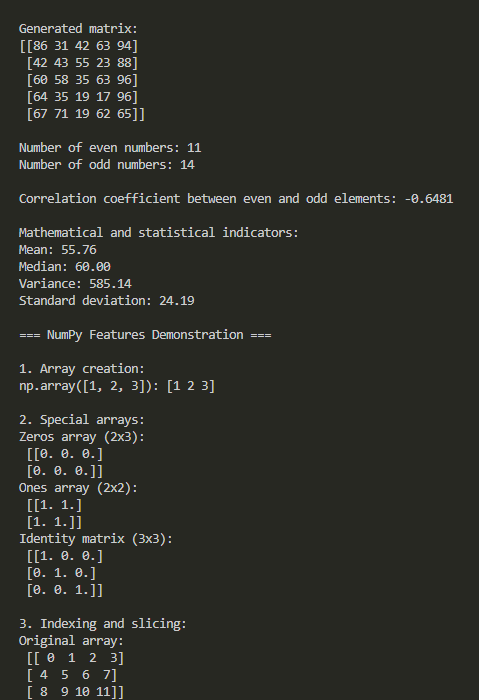 Generated matrix:
[[86 31 42 63 94]
 [42 43 55 23 88]
 [60 58 35 63 96]
 [64 35 19 17 96]
 [67 71 19 62 65]]
Number of even numbers: 11
Number of odd numbers: 14
Correlation coefficient between even and odd elements: -0.6481
Mathematical and statistical indicators:
Mean: 55.76
Median: 60.00
Variance: 585.14
Standard deviation: 24.19
=== NumPy Features Demonstration ===
1. Array creation:
np.array([1, 2, 3]): [1 2 3]
2. Special arrays:
Zeros array (2x3):
 [[0. 0. 0.]
 [0. 0. 0.]]
Ones array (2x2):
 [[1. 1.]
 [1. 1.]]
Identity matrix (3x3):
 [[1. 0. 0.]
 [0. 1. 0.]
 [0. 0. 1.]]
3. Indexing and slicing:
Original array:
 [[ 0  1  2  3]
 [ 4  5  6  7]
 [ 8  9 10 11]]